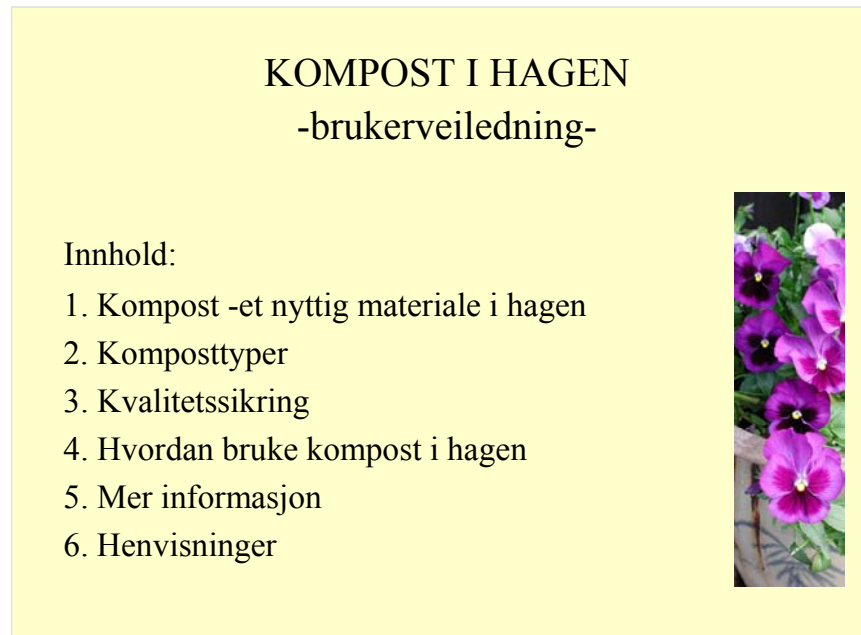 KOMPOST I HAGEN
-brukerveiledning-
Innhold:
1. Kompost -et nyttig materiale i hagen
2. Komposttyper
3. Kvalitetssikring
4. Hvordan bruke kompost i hagen
5. Mer informasjon
6. Henvisninger